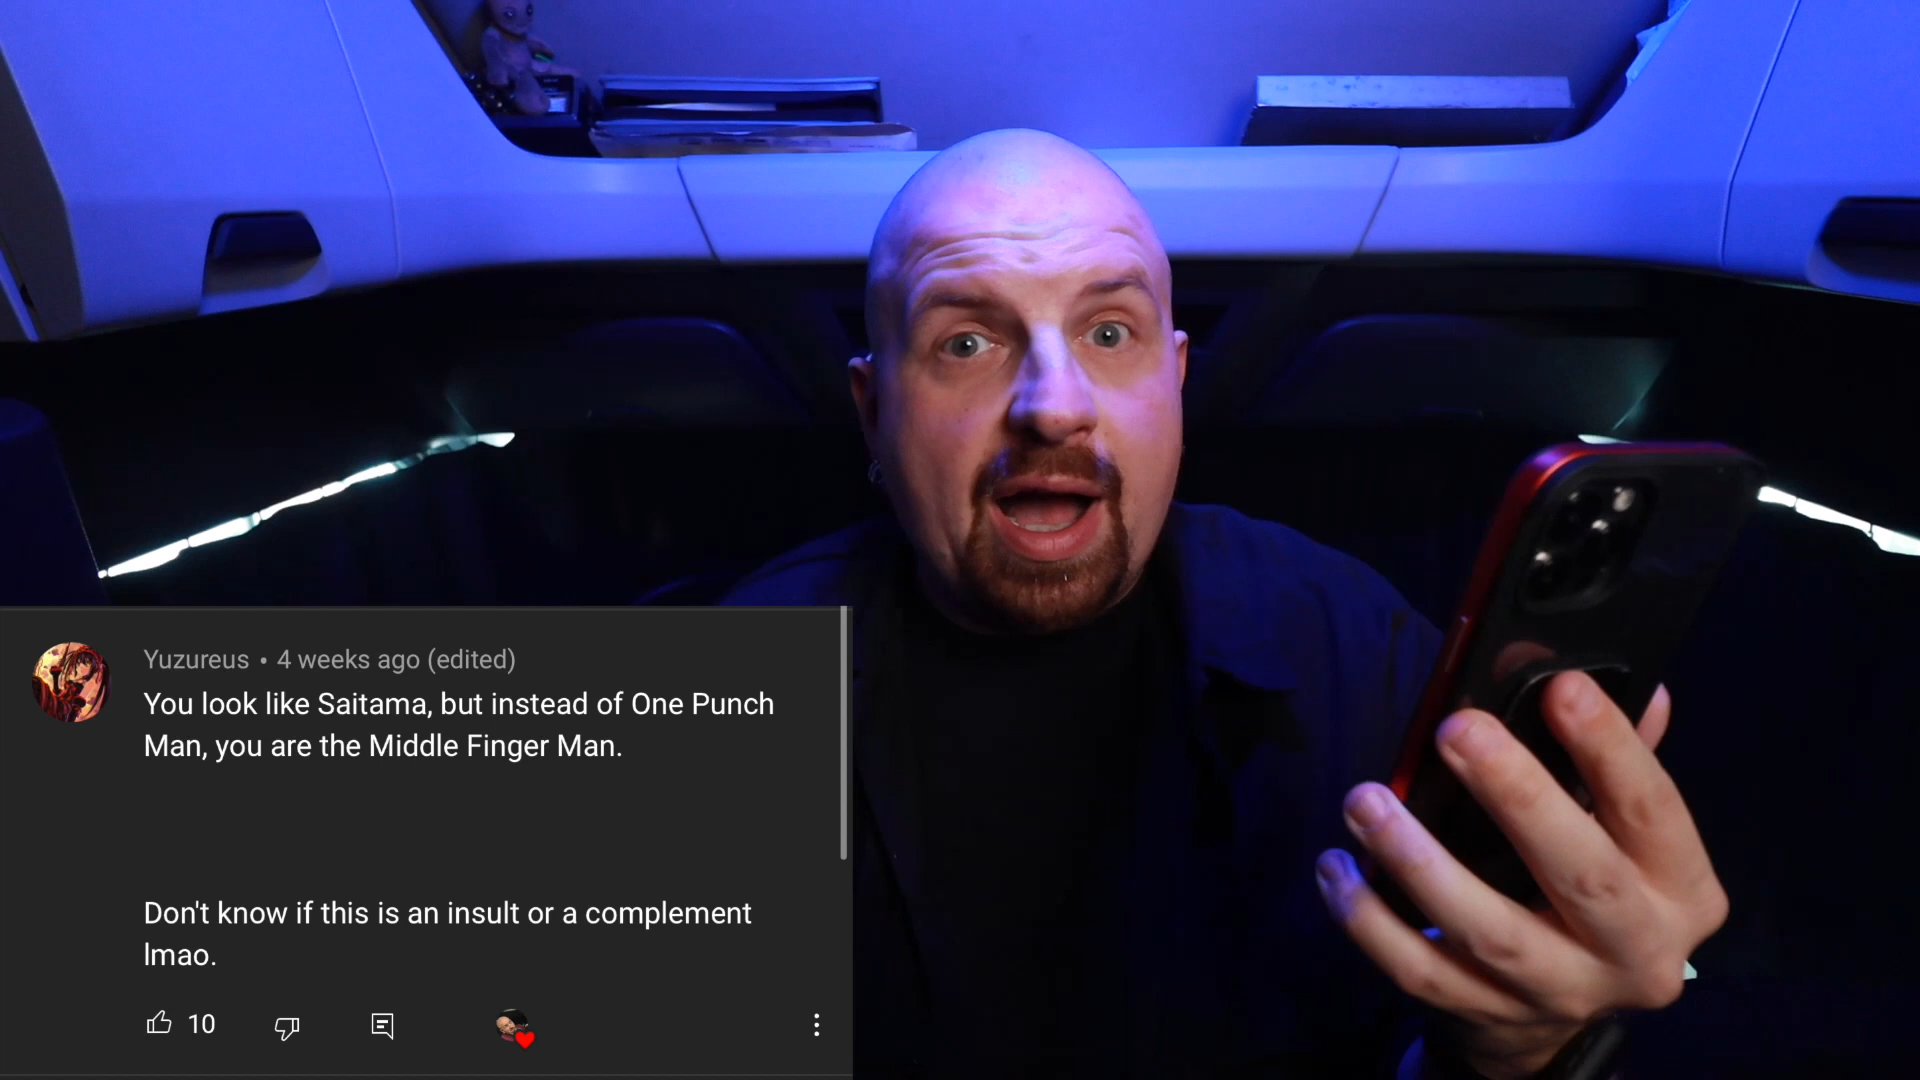 Yuzureus • 4 weeks ago (edited)
You look like Saitama, but instead of One Punch
Man, you are the Middle Finger Man.
Don't know if this is an insult or a complement
lmao.
10